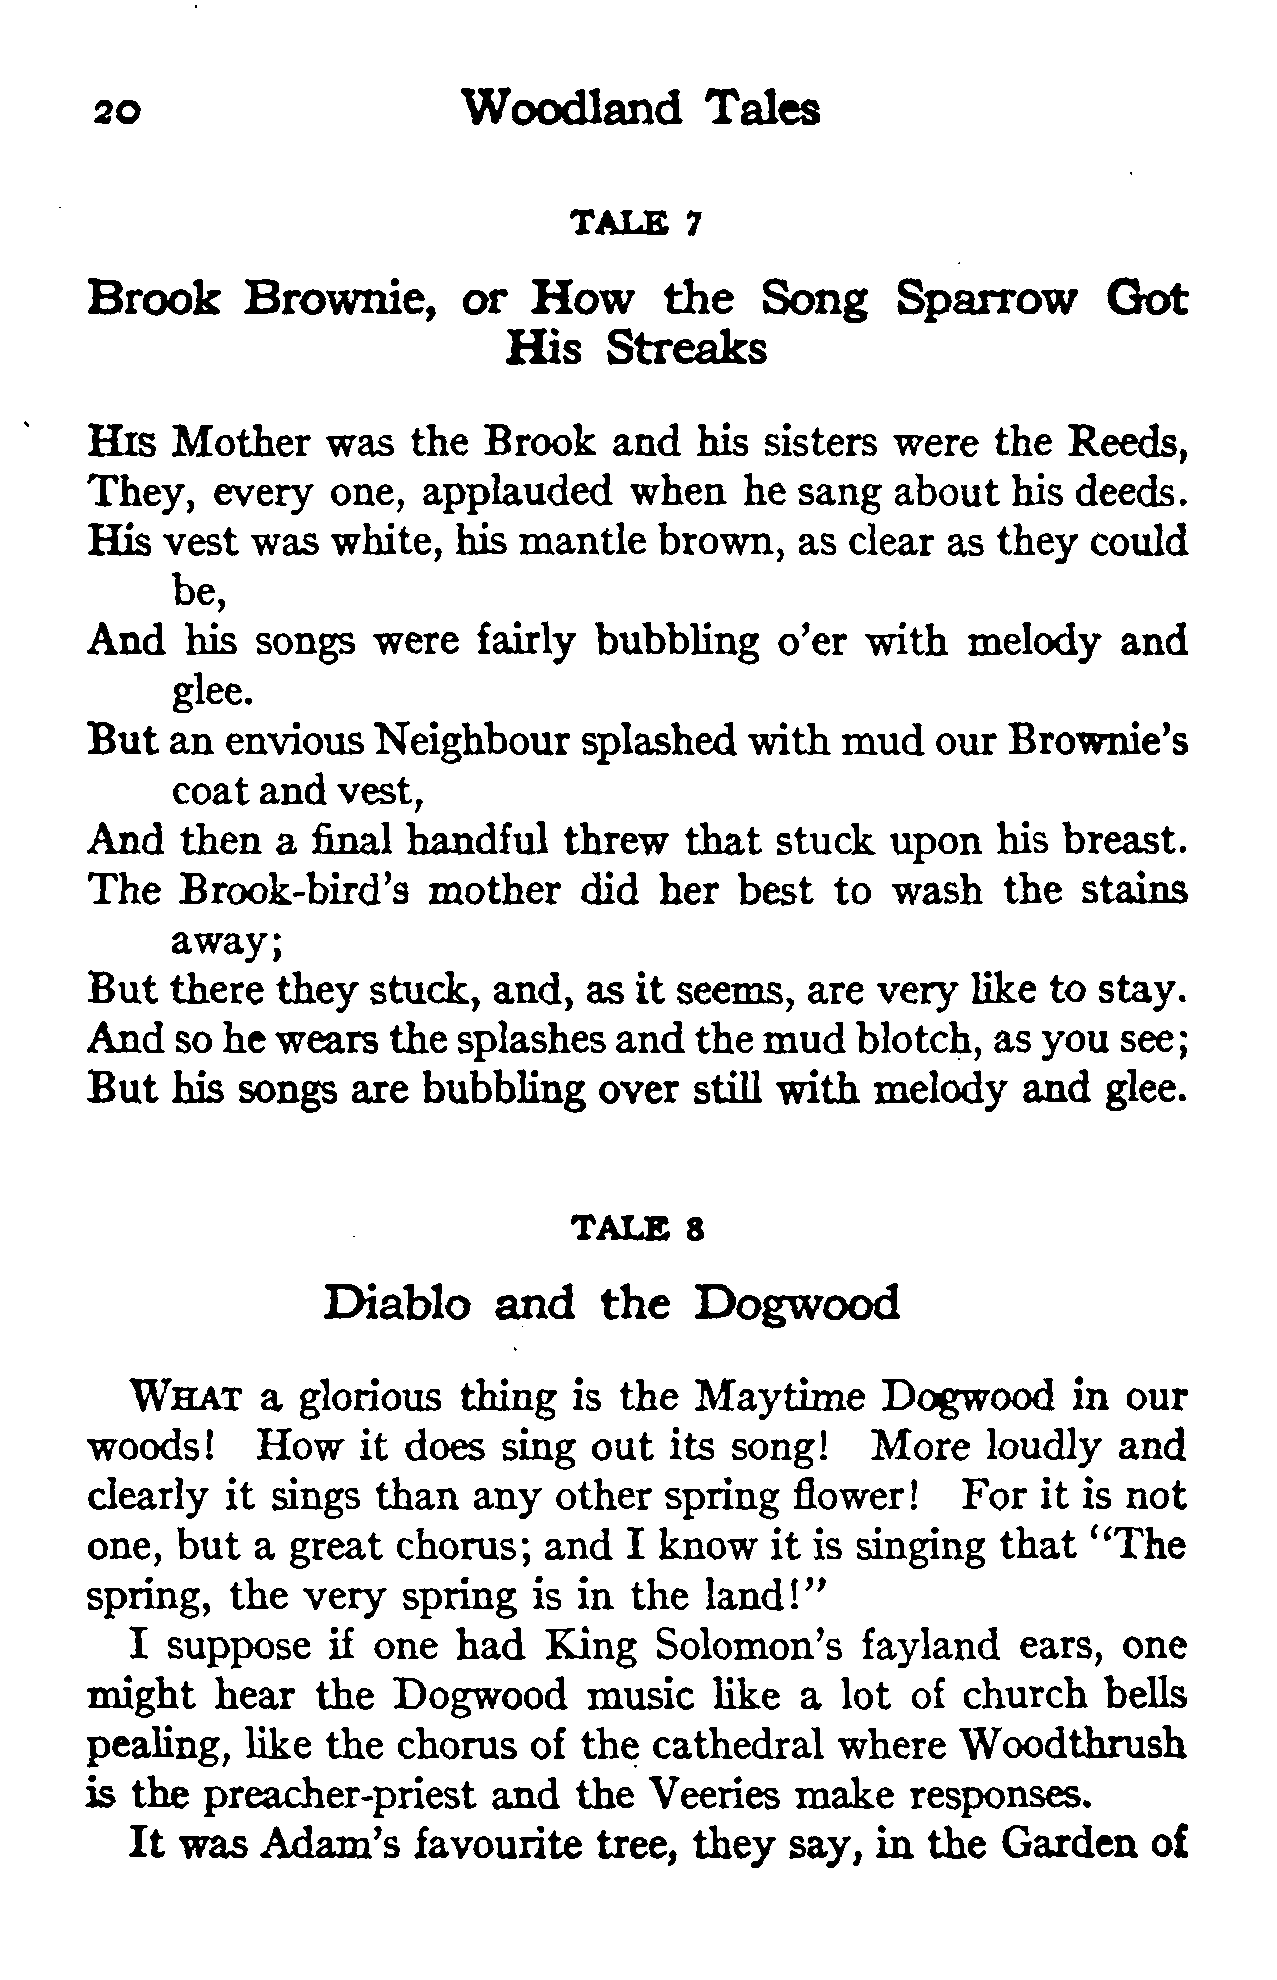 20 Woodland Tales
TALE 7
Brook Brownie, or How the Song Sparrow Got
His Streaks
His Mother was the Brook and his sisters were the Reeds,
They, every one, applauded when he sang about his deeds.
His vest was white, his mantle brown, as clear as they could
be,
And his songs were fairly bubbling o'er with melody and
glee.
But an envious Neighbour splashed with mud our Brownie's
coat and vest,
And then a final handful threw that stuck upon his breast.
The Brook-bird's mother did her best to wash the stains
away;
But there they stuck, and, as it seems, are very like to stay.
And so he wears the splashes and the mud blotch, as you see;
But his songs are bubbling over still with melody and glee.
TALE 8
Diablo and the Dogwood
WHAT a glorious thing is the Maytime Dogwood in our
woods! How it does sing out its song! More loudly and
clearly it sings than any other spring flower! For it is not
one, but a great chorus; and I know it is singing that "The
spring, the very spring is in the land!"
I suppose if one had King Solomon's fayland ears, one
might hear the Dogwood music like a lot of church bells
pealing, like the chorus of the cathedral where Woodthrush
is the preacher-priest and the Veeries make responses.
It was Adam's favourite tree, they say, in the Garden of